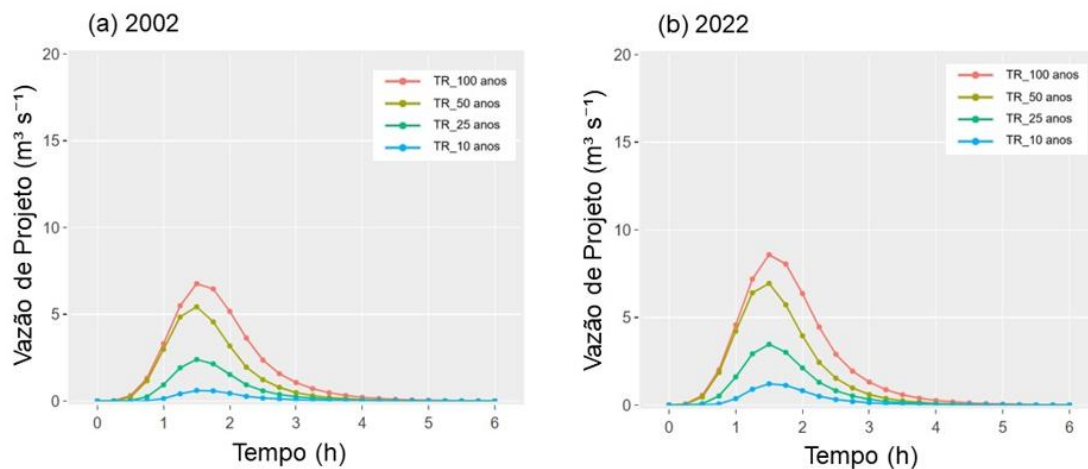 (a) 2002
20
15
10
5
0
Vazão de Projeto (m³ s⁻¹)
TR_100 anos
TR_50 anos
TR_25 anos
TR_10 anos
0 1 2 3 4 5 6
Tempo (h)
(b) 2022
20
15
10
5
0
Vazão de Projeto (m³ s⁻¹)
TR_100 anos
TR_50 anos
TR_25 anos
TR_10 anos
0 1 2 3 4 5 6
Tempo (h)